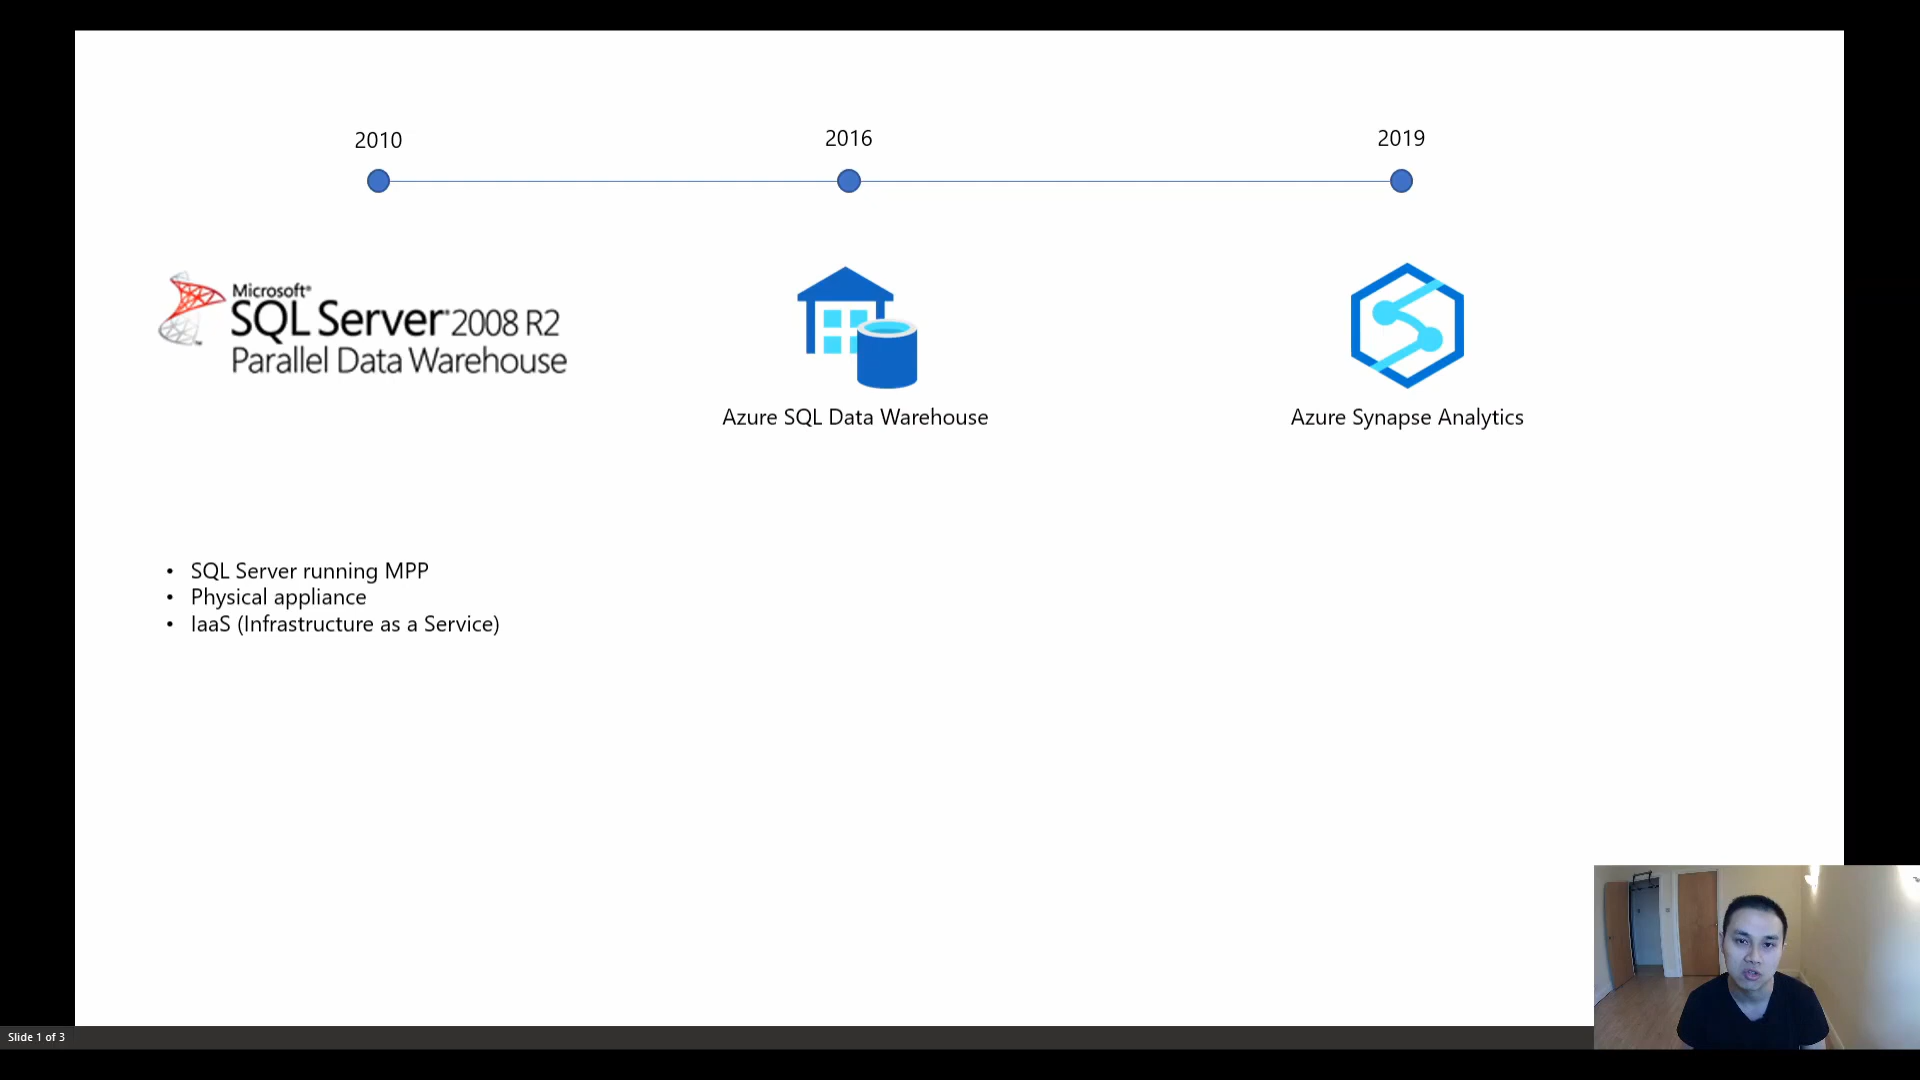 2010
2016
2019
Microsoft®
SQL Server® 2008 R2
Parallel Data Warehouse
Azure SQL Data Warehouse
Azure Synapse Analytics
• SQL Server running MPP
• Physical appliance
• IaaS (Infrastructure as a Service)
Slide 1 of 3